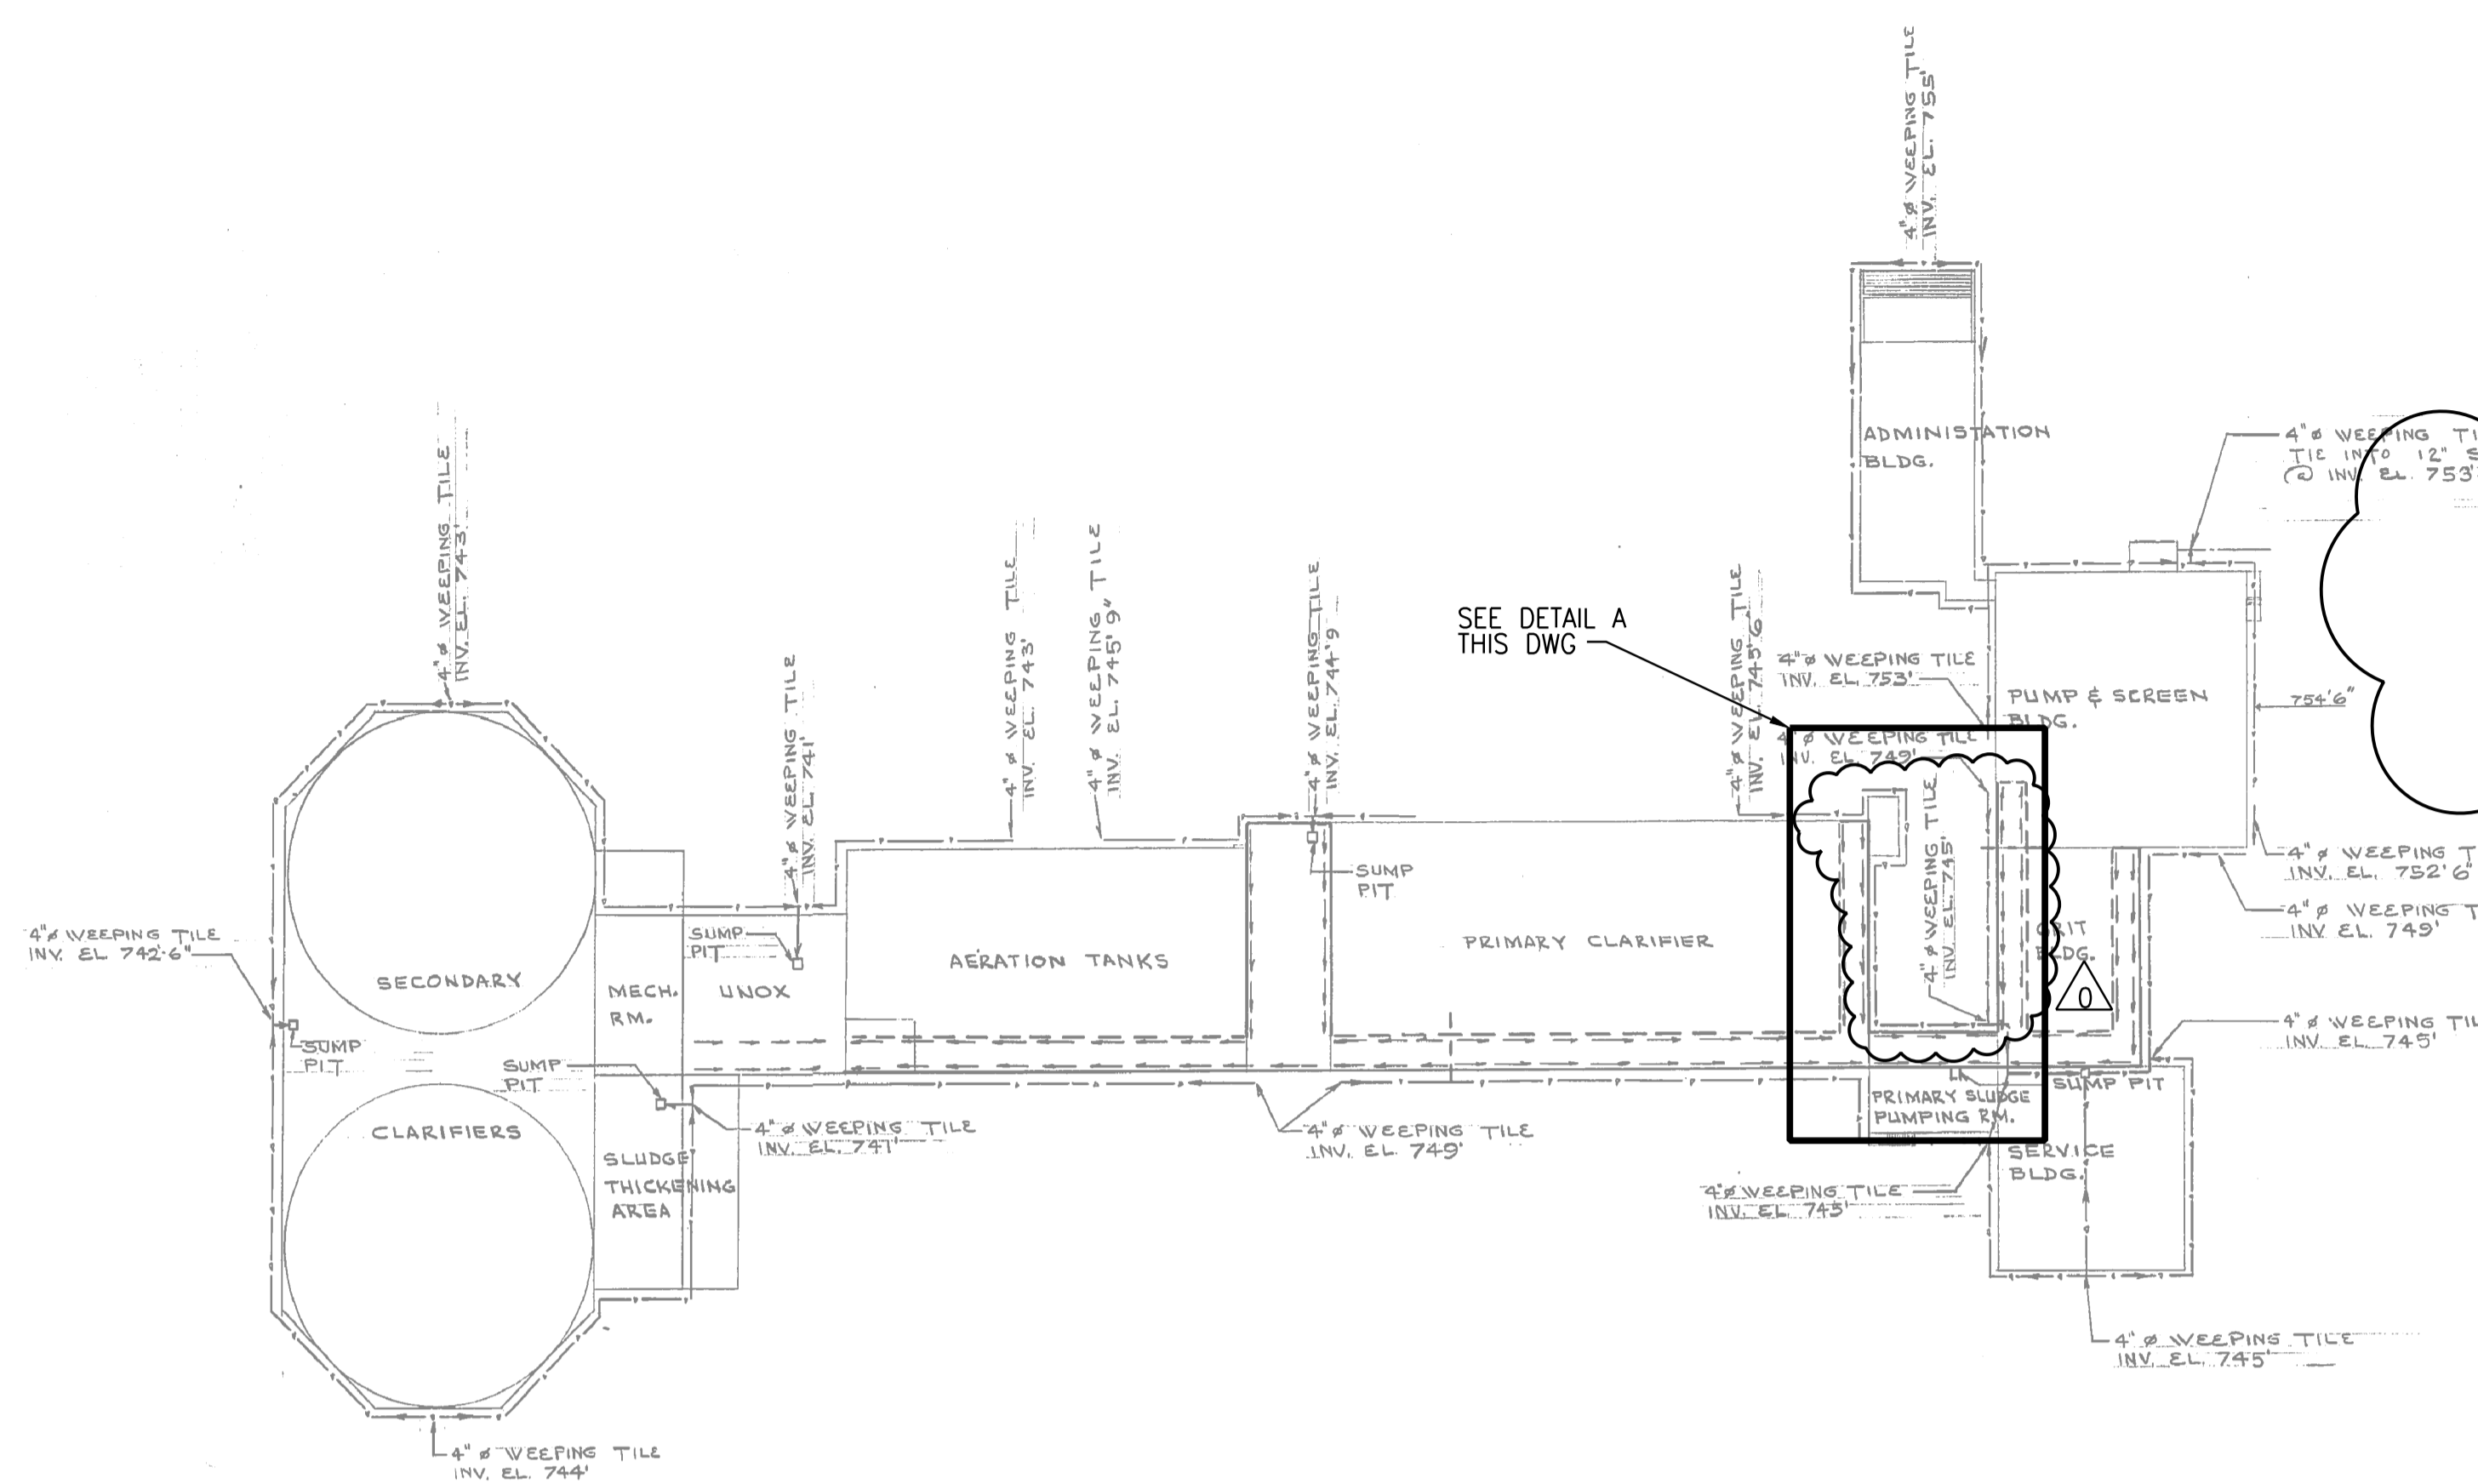 4" ø WEEPING TILE
INV. EL. 755'
ADMINISTATION
BLDG.
4" ø WEEPING
TIE INTO 12"
@ INV. EL. 753'
4" ø WEEPING TILE
INV. EL. 743'
4" ø WEEPING TILE
INV. EL. 741'
4" ø WEEPING TILE
INV. EL. 743'
4" ø WEEPING TILE
INV. EL. 745' 9"
4" ø WEEPING TILE
INV. EL. 744' 9
SEE DETAIL A
THIS DWG
4" ø WEEPING TILE
INV. EL. 745' 6"
4" ø WEEPING TILE
INV. EL. 753'
PUMP & SCREEN
BLDG.
754'6"
4" ø WEEPING TILE
INV. EL. 749'
4" ø WEEPING TILE
INV. EL. 745'
SUMP
PIT
4" ø WEEPING
INV. EL. 752' 6"
4" ø WEEPING
INV. EL. 749'
GRIT
BLDG.
0
4" ø WEEPING TILE
INV. EL 742'-6"
SECONDARY
SUMP
PIT
MECH.
RM.
UNOX
AERATION TANKS
PRIMARY CLARIFIER
SUMP
PIT
SUMP
PIT
4" ø WEEPING
INV. EL. 745'
SUMP PIT
PRIMARY SLUDGE
PUMPING RM.
CLARIFIERS
4" ø WEEPING TILE
INV. EL. 741'
4" ø WEEPING TILE
INV. EL. 749'
SLUDGE
THICKENING
AREA
SERVICE
BLDG.
4" ø WEEPING TILE
INV. EL. 745'
4" ø WEEPING TILE
INV. EL. 745'
4" ø WEEPING TILE
INV. EL. 744'